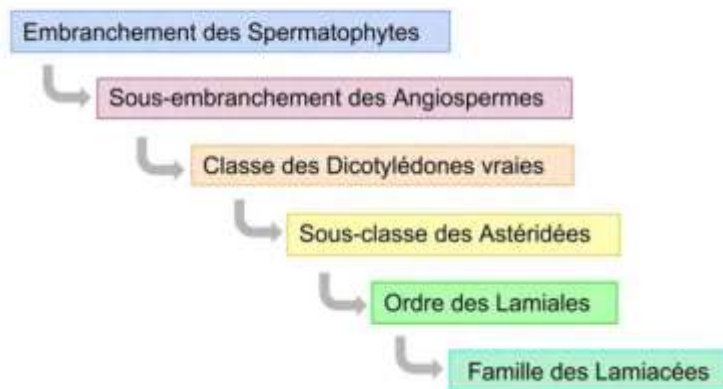 Embranchement des Spermatophytes
Sous-embranchement des Angiospermes
Classe des Dicotylédones vraies
Sous-classe des Astéridées
Ordre des Lamiales
Famille des Lamiacées